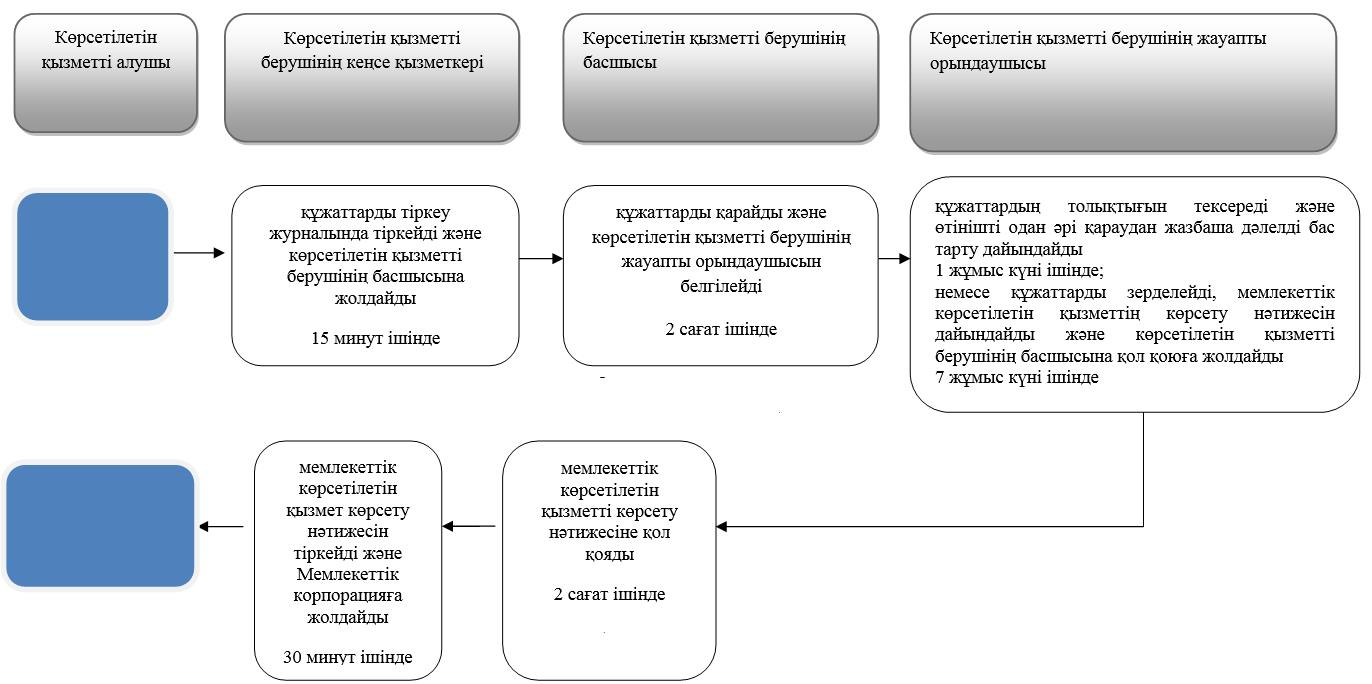 Көрсетілетін
қызметті алушы
Көрсетілетін қызметті
берушінің кеңсе қызметкері
Көрсетілетін қызметті берушінің
басшысы
Көрсетілетін қызметті берушінің жауапты
орындаушысы
құжаттарды тіркеу
журналында тіркейді және
көрсетілетін қызметті
берушінің басшысына
жолдайды
15 минут ішінде
құжаттарды қарайды және
көрсетілетін қызметті берушінің
жауапты орындаушысын
белгілейді
2 сағат ішінде
құжаттардың толықтығын тексереді және
өтінішті одан әрі қараудан жазбаша дәлелді бас
тарту дайындайды
1 жұмыс күні ішінде;
немесе құжаттарды зерделейді, мемлекеттік
көрсетілетін қызметтің көрсету нәтижесін
дайындайды және көрсетілетін қызметті
берушінің басшысына қол қоюға жолдайды
7 жұмыс күні ішінде
мемлекеттік
көрсетілетін
қызмет көрсету
нәтижесін
тіркейді және
Мемлекеттік
корпорацияға
жолдайды
30 минут ішінде
мемлекеттік
көрсетілетін
қызметті көрсету
нәтижесіне қол
қояды
2 сағат ішінде